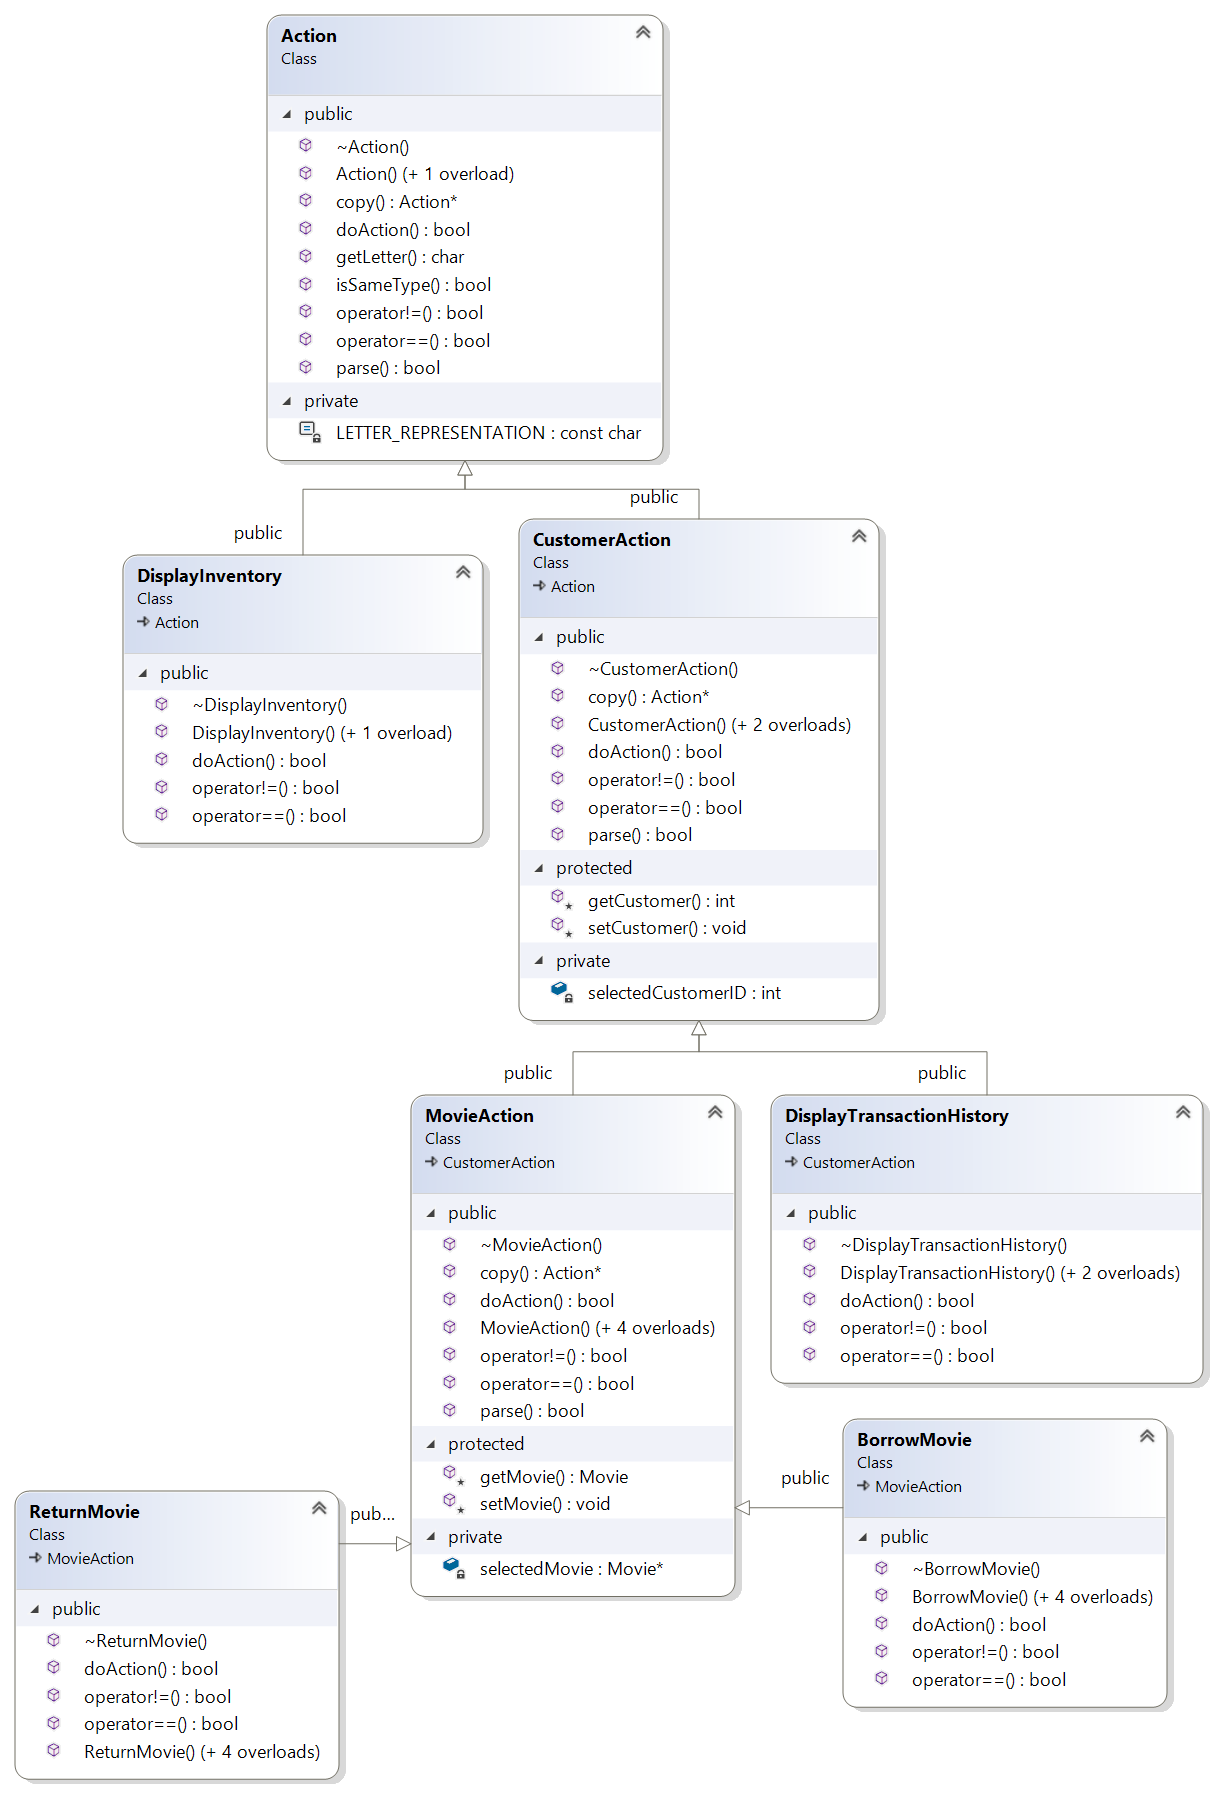 Action
Class
public
~Action()
Action() (+ 1 overload)
copy() : Action*
doAction() : bool
getLetter() : char
isSameType() : bool
operator!=() : bool
operator==() : bool
parse() : bool
private
LETTER_REPRESENTATION : const char
public
public
DisplayInventory
Class
Action
public
~DisplayInventory()
DisplayInventory() (+ 1 overload)
doAction() : bool
operator!=() : bool
operator==() : bool
CustomerAction
Class
Action
public
~CustomerAction()
copy() : Action*
CustomerAction() (+ 2 overloads)
doAction() : bool
operator!=() : bool
operator==() : bool
parse() : bool
protected
getCustomer() : int
setCustomer() : void
private
selectedCustomerID : int
public
public
MovieAction
Class
CustomerAction
public
~MovieAction()
copy() : Action*
doAction() : bool
MovieAction() (+ 4 overloads)
operator!=() : bool
operator==() : bool
parse() : bool
protected
getMovie() : Movie
setMovie() : void
private
selectedMovie : Movie*
DisplayTransactionHistory
Class
CustomerAction
public
~DisplayTransactionHistory()
DisplayTransactionHistory() (+ 2 overloads)
doAction() : bool
operator!=() : bool
operator==() : bool
public
BorrowMovie
Class
MovieAction
public
~BorrowMovie()
BorrowMovie() (+ 4 overloads)
doAction() : bool
operator!=() : bool
operator==() : bool
pub...
ReturnMovie
Class
MovieAction
public
~ReturnMovie()
doAction() : bool
operator!=() : bool
operator==() : bool
ReturnMovie() (+ 4 overloads)